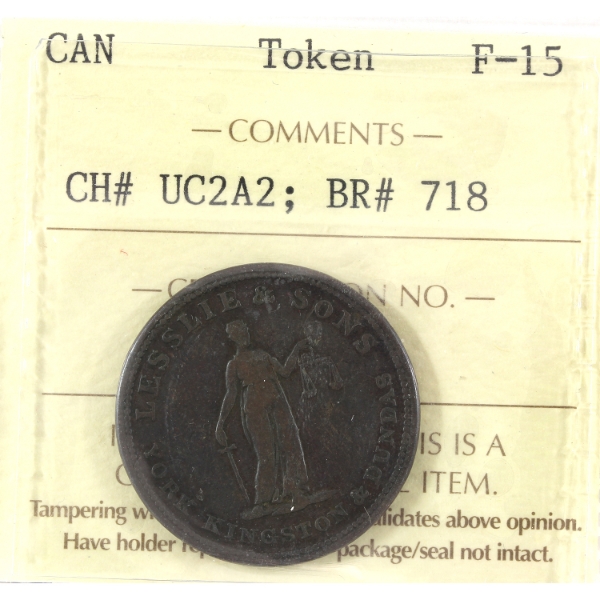 CAN Token F-15
— COMMENTS —
CH# UC2A2; BR# 718
ON NO. —
LESSLIE & SONS
YORK KINGSTON & DUNDAS
IS IS A
ITEM.
Tampering alidates above opinion.
Have holder package/seal not intact.